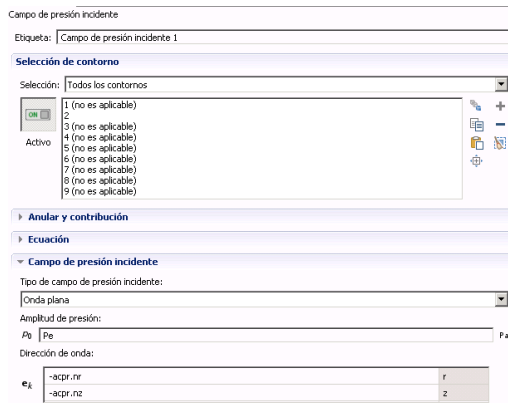 Campo de presión incidente
Etiqueta: Campo de presión incidente 1
Selección de contorno
Selección: Todos los contornos
ON
Activo
1 (no es aplicable)
2
3 (no es aplicable)
4 (no es aplicable)
5 (no es aplicable)
6 (no es aplicable)
7 (no es aplicable)
8 (no es aplicable)
9 (no es aplicable)
Anular y contribución
Ecuación
Campo de presión incidente
Tipo de campo de presión incidente:
Onda plana
Amplitud de presión:
p0 Pe Pa
Dirección de onda:
ek
-acpr.nr r
-acpr.nz z